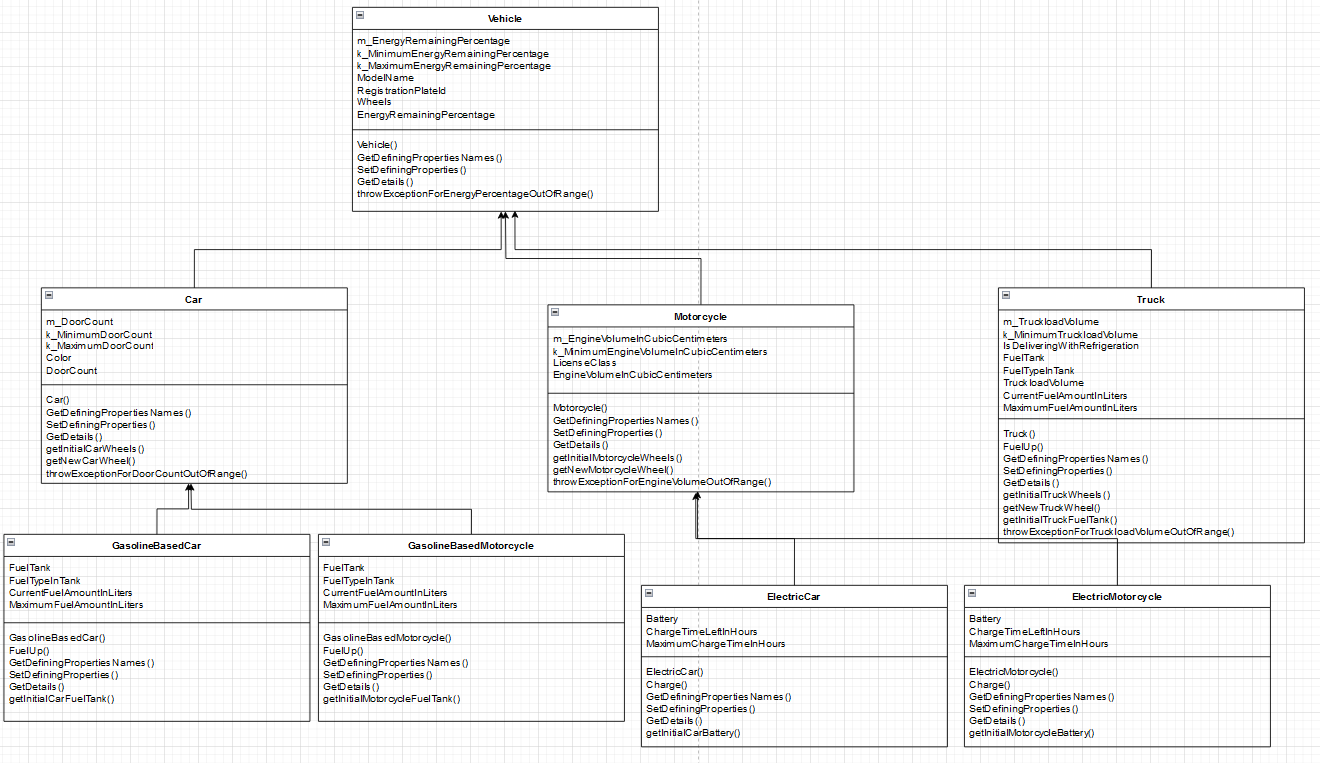 Vehicle
m_EnergyRemainingPercentage
k_MinimumEnergyRemainingPercentage
k_MaximumEnergyRemainingPercentage
ModelName
RegistrationPlateId
Wheels
EnergyRemainingPercentage
Vehicle()
GetDefiningPropertiesNames()
SetDefiningProperties()
GetDetails()
throwExceptionForEnergyPercentageOutOfRange()
Car
m_DoorCount
k_MinimumDoorCount
k_MaximumDoorCount
Color
DoorCount
Car()
GetDefiningPropertiesNames()
SetDefiningProperties()
GetDetails()
getInitialCarWheels()
getNewCarWheel()
throwExceptionForDoorCountOutOfRange()
Motorcycle
m_EngineVolumeInCubicCentimeters
k_MinimumEngineVolumeInCubicCentimeters
LicenseClass
EngineVolumeInCubicCentimeters
Motorcycle()
GetDefiningPropertiesNames()
SetDefiningProperties()
GetDetails()
getInitialMotorcycleWheels()
getNewMotorcycleWheel()
throwExceptionForEngineVolumeOutOfRange()
Truck
m_TruckloadVolume
k_MinimumTruckloadVolume
IsDeliveringWithRefrigeration
FuelTank
FuelTypeInTank
TruckloadVolume
CurrentFuelAmountInLiters
MaximumFuelAmountInLiters
Truck()
FuelUp()
GetDefiningPropertiesNames()
SetDefiningProperties()
GetDetails()
getInitialTruckWheels()
getNewTruckWheel()
getInitialTruckFuelTank()
throwExceptionForTruckloadVolumeOutOfRange()
GasolineBasedCar
FuelTank
FuelTypeInTank
CurrentFuelAmountInLiters
MaximumFuelAmountInLiters
GasolineBasedCar()
FuelUp()
GetDefiningPropertiesNames()
SetDefiningProperties()
GetDetails()
getInitialCarFuelTank()
GasolineBasedMotorcycle
FuelTank
FuelTypeInTank
CurrentFuelAmountInLiters
MaximumFuelAmountInLiters
GasolineBasedMotorcycle()
FuelUp()
GetDefiningPropertiesNames()
SetDefiningProperties()
GetDetails()
getInitialMotorcycleFuelTank()
ElectricCar
Battery
ChargeTimeLeftInHours
MaximumChargeTimeInHours
ElectricCar()
Charge()
GetDefiningPropertiesNames()
SetDefiningProperties()
GetDetails()
getInitialCarBattery()
ElectricMotorcycle
Battery
ChargeTimeLeftInHours
MaximumChargeTimeInHours
ElectricMotorcycle()
Charge()
GetDefiningPropertiesNames()
SetDefiningProperties()
GetDetails()
getInitialMotorcycleBattery()